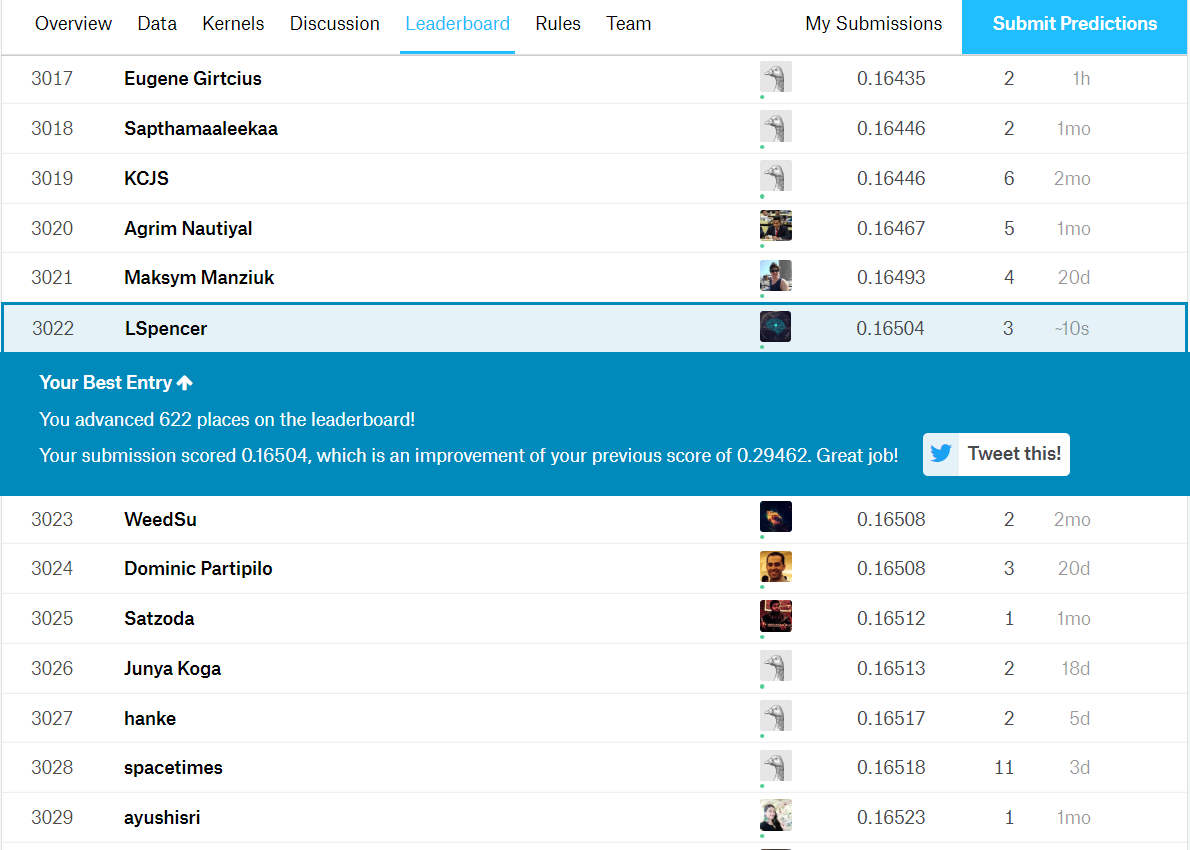 Overview Data Kernels Discussion Leaderboard Rules Team My Submissions Submit Predictions
3017 Eugene Girtcius 0.16435 2 1h
3018 Sapthamaaleekaa 0.16446 2 1mo
3019 KCJS 0.16446 6 2mo
3020 Agrim Nautiyal 0.16467 5 1mo
3021 Maksym Manziuk 0.16493 4 20d
3022 LSpencer 0.16504 3 ~10s
Your Best Entry
You advanced 622 places on the leaderboard!
Your submission scored 0.16504, which is an improvement of your previous score of 0.29462. Great job! Tweet this!
3023 WeedSu 0.16508 2 2mo
3024 Dominic Partipilo 0.16508 3 20d
3025 Satzoda 0.16512 1 1mo
3026 Junya Koga 0.16513 2 18d
3027 hanke 0.16517 2 5d
3028 spacetimes 0.16518 11 3d
3029 ayushisri 0.16523 1 1mo